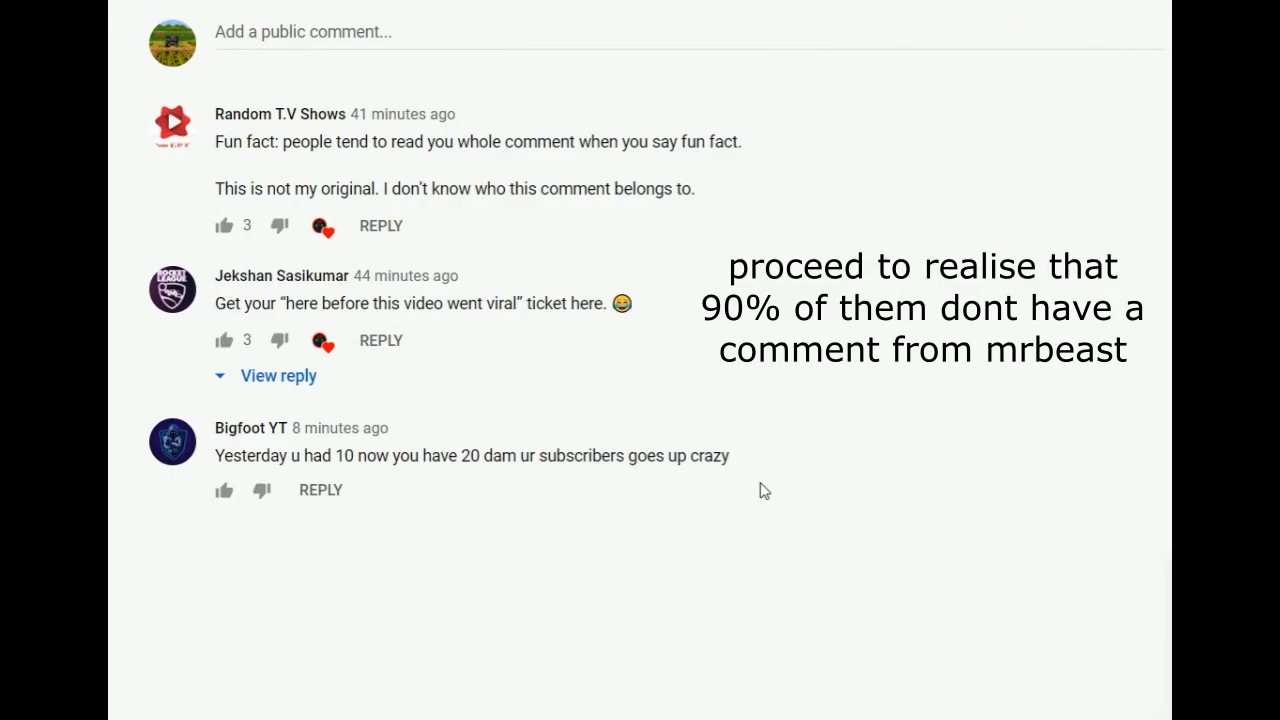 Add a public comment...
Random T.V Shows 41 minutes ago
Fun fact: people tend to read you whole comment when you say fun fact.
This is not my original. I don't know who this comment belongs to.
3 REPLY
ROCKET LEAGUE
Jekshan Sasikumar 44 minutes ago
Get your “here before this video went viral” ticket here. 😂
3 REPLY
View reply
proceed to realise that
90% of them dont have a
comment from mrbeast
Bigfoot YT 8 minutes ago
Yesterday u had 10 now you have 20 dam ur subscribers goes up crazy
REPLY